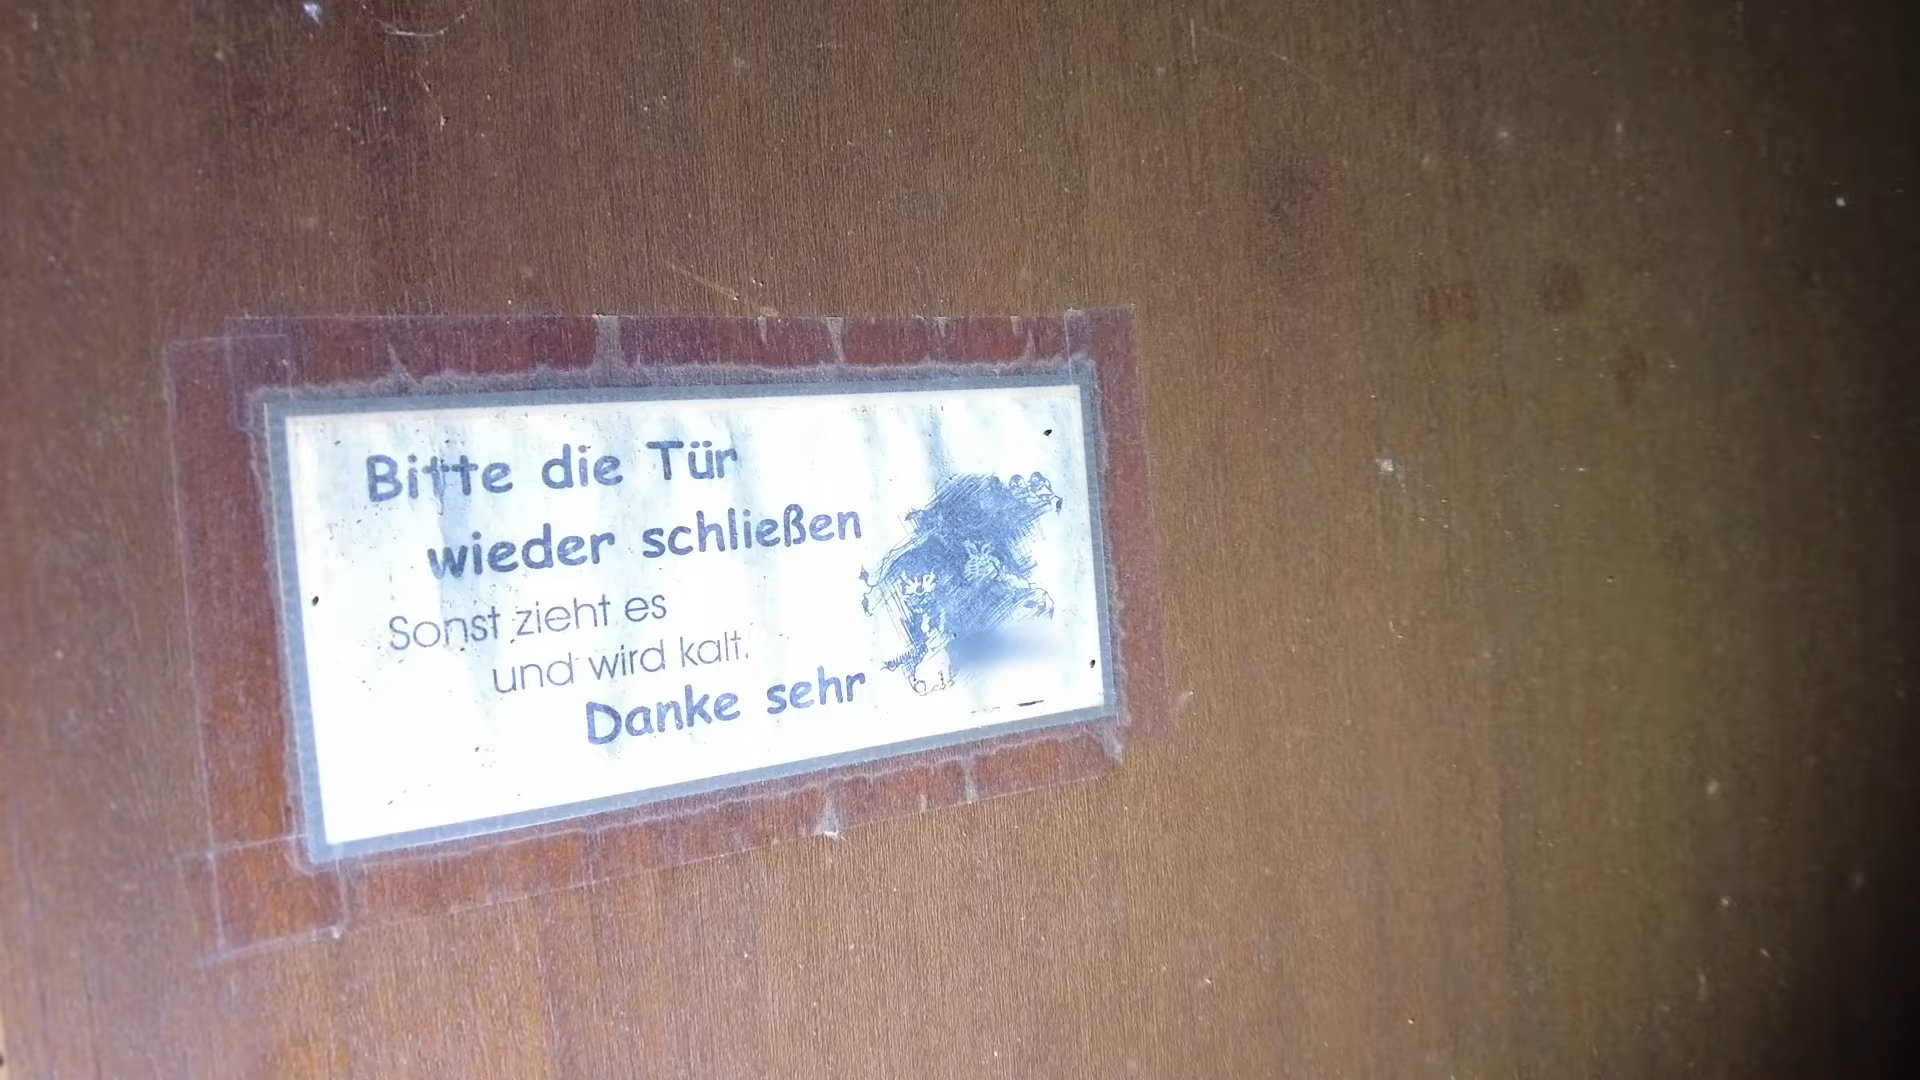 Bitte die Tür
wieder schließen
Sonst zieht es
und wird kalt.
Danke sehr